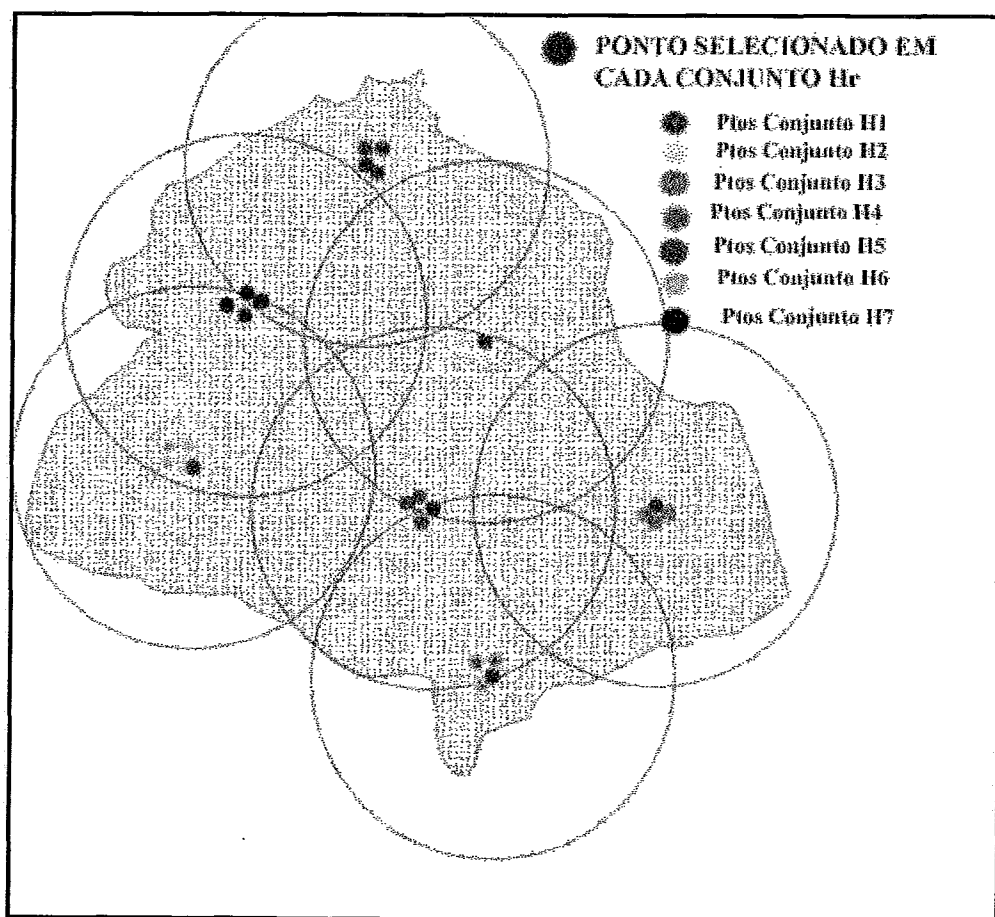 PONTO SELECIONADO EM
CADA CONJUNTO Hr
Ptos Conjunto H1
Ptos Conjunto H2
Ptos Conjunto H3
Ptos Conjunto H4
Ptos Conjunto H5
Ptos Conjunto H6
Ptos Conjunto H7